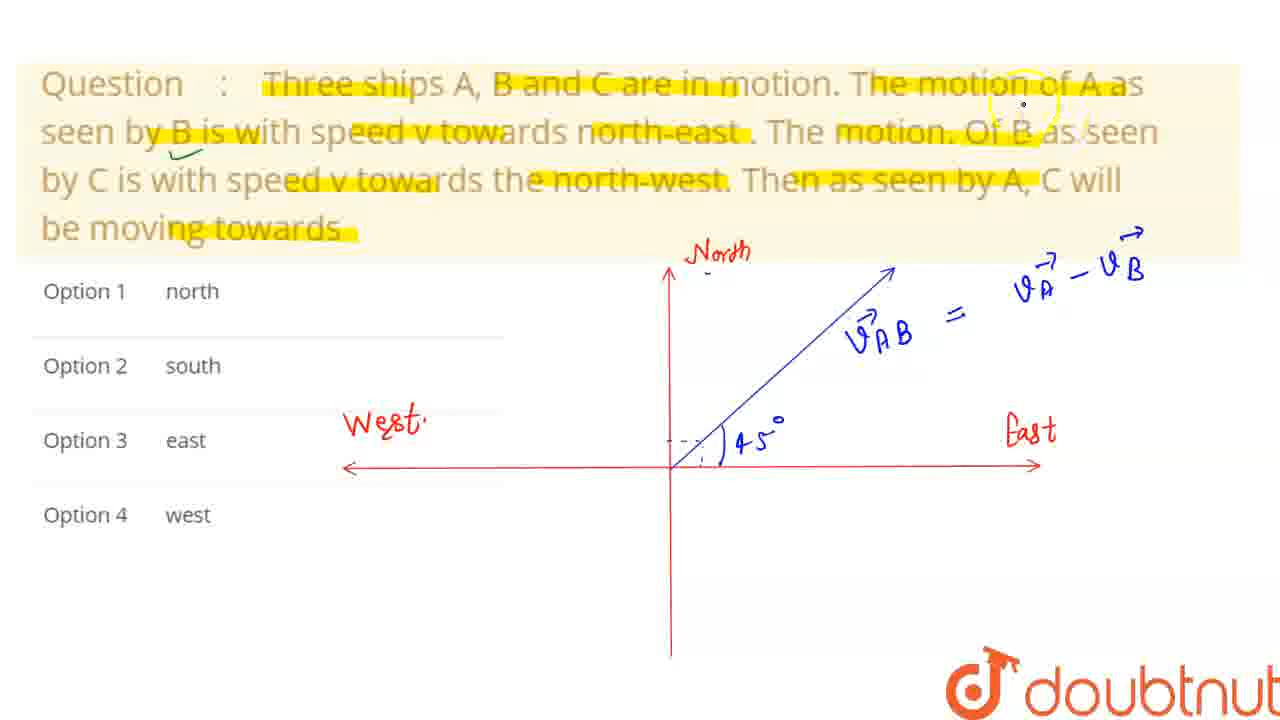 Question : Three ships A, B and C are in motion. The motion of A as
seen by B is with speed v towards north-east . The motion. Of B as seen
by C is with speed v towards the north-west. Then as seen by A, C will
be moving towards
North
Option 1 north
v⃗AB = v⃗A − v⃗B
Option 2 south
West.
Option 3 east
45°
East
Option 4 west
doubtnut